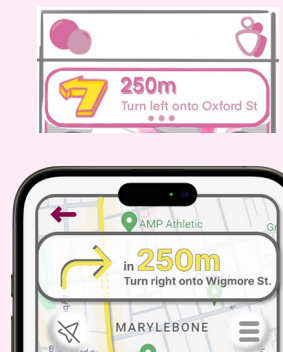 250m
Turn left onto Oxford St
AMP Athletic
in 250m
Turn right onto Wigmore St.
MARYLEBONE